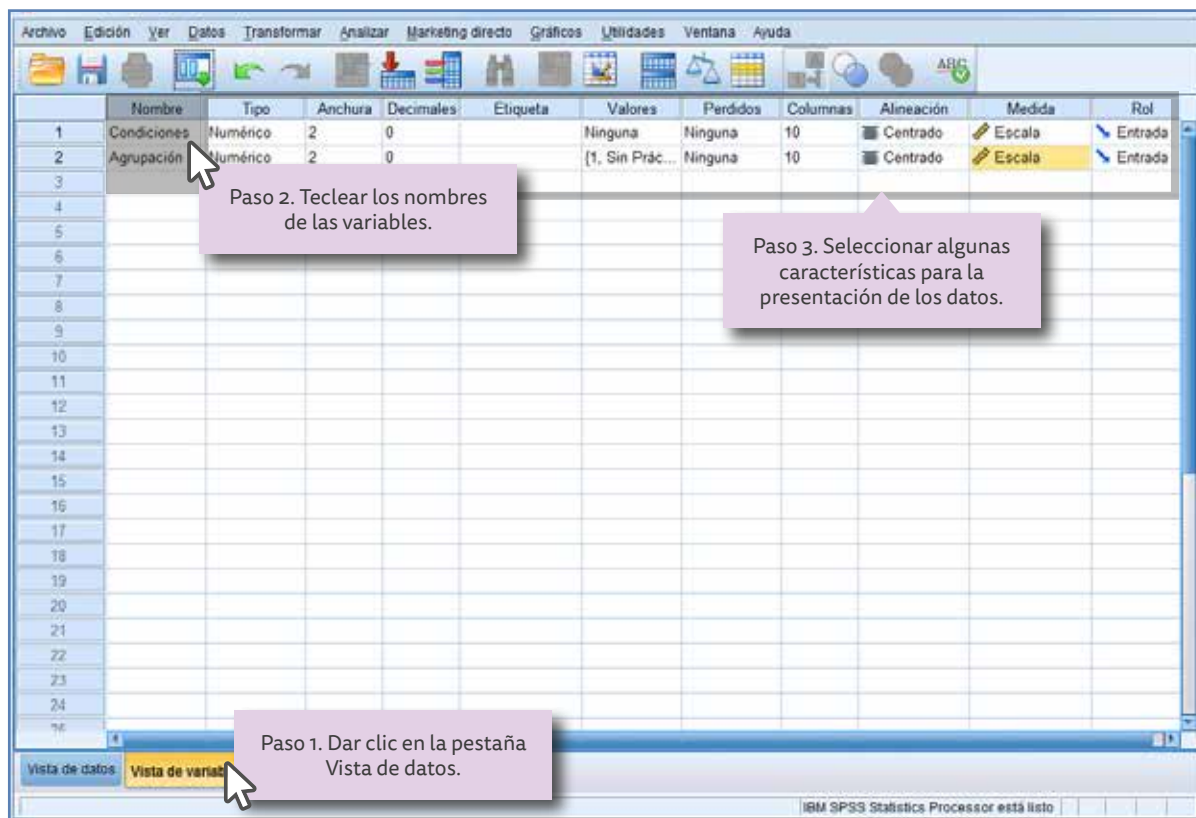 Archivo Edición Ver Datos Transformar Analizar Marketing directo Gráficos Utilidades Ventana Ayuda
Nombre Tipo Anchura Decimales Etiqueta Valores Perdidos Columnas Alineación Medida Rol
1 Condiciones Numérico 2 0 Ninguna Ninguna 10 Centrado Escala Entrada
2 Agrupación Numérico 2 0 {1, Sin Prác... Ninguna 10 Centrado Escala Entrada
3
Paso 2. Teclear los nombres
de las variables.
4
5
Paso 3. Seleccionar algunas
características para la
presentación de los datos.
6
7
8
9
10
11
12
13
14
15
16
17
18
19
20
21
22
23
24
Paso 1. Dar clic en la pestaña
Vista de datos.
Vista de datos Vista de variab
IBM SPSS Statistics Processor está listo